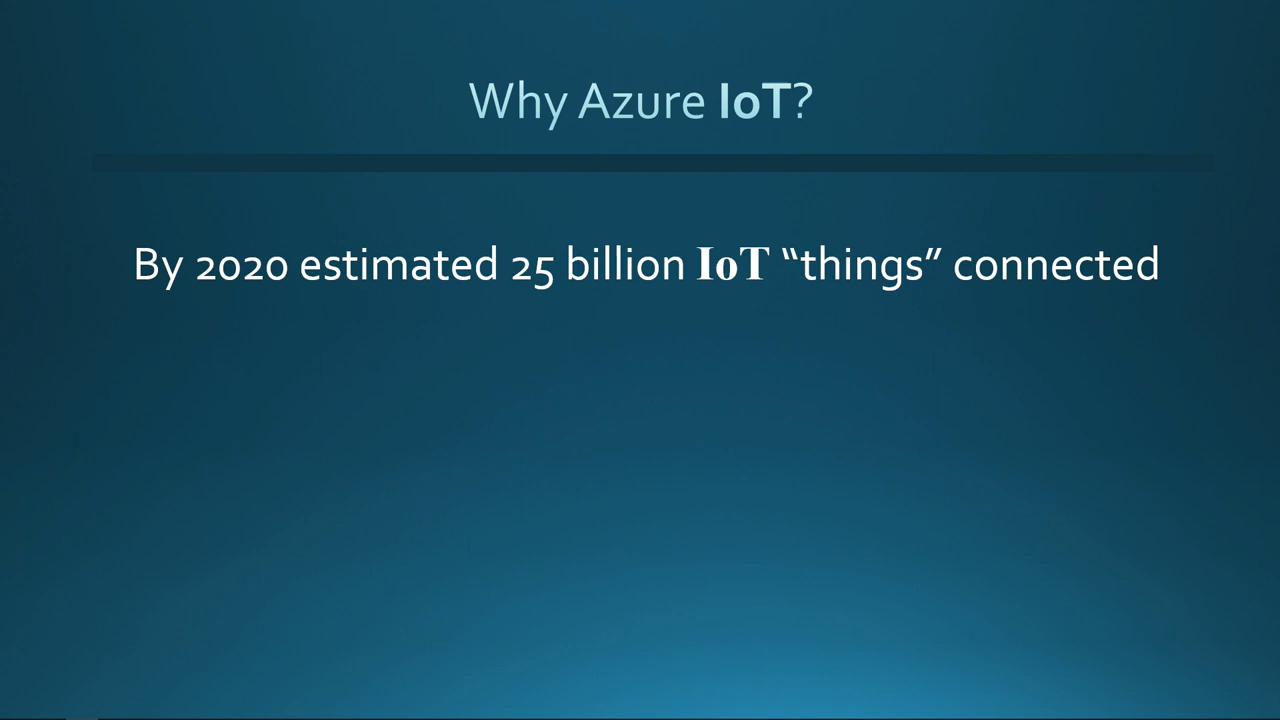 Why Azure IoT?
By 2020 estimated 25 billion IoT “things” connected